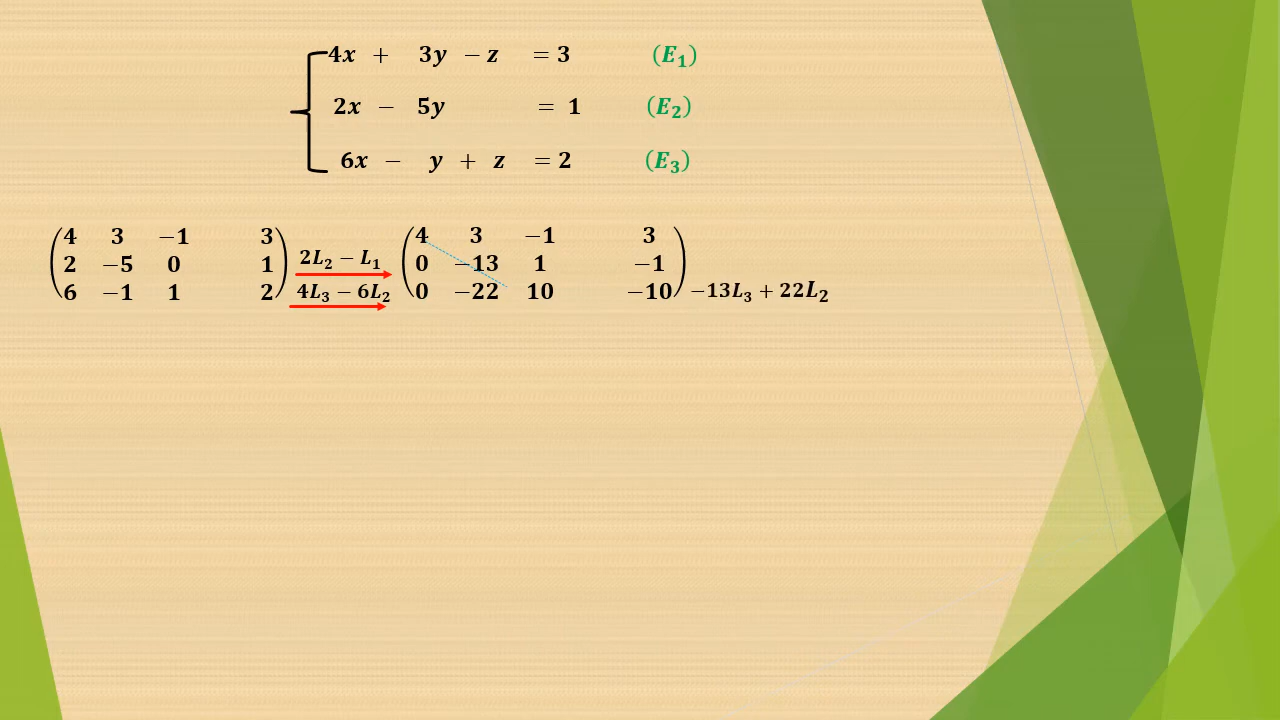 4x + 3y − z = 3 (E₁)
2x − 5y = 1 (E₂)
6x − y + z = 2 (E₃)
4 3 −1 3 2L₂ − L₁ 4 3 −1 3
2 −5 0 1 4L₃ − 6L₂ 0 −13 1 −1
6 −1 1 2 0 −22 10 −10 −13L₃ + 22L₂